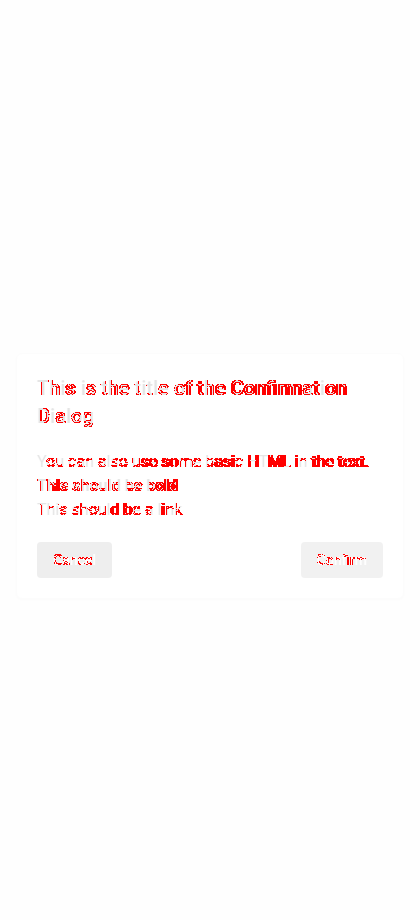 This is the title of the Confirmation
Dialog
You can also use some basic HTML in the text.
This should be bold
This should be a link
Cancel
Confirm